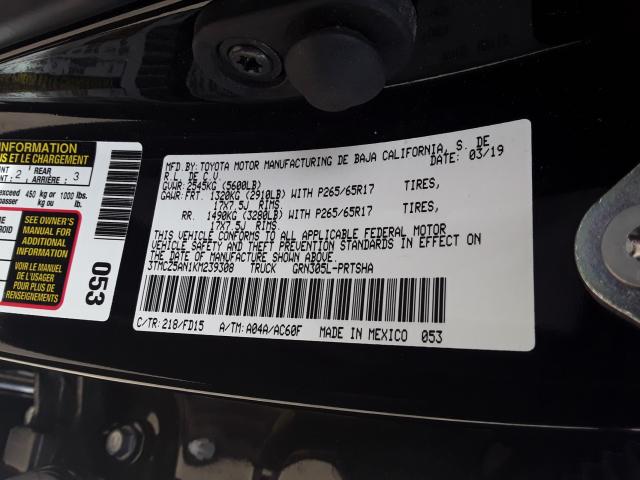 INFORMATION
NS ET LE CHARGEMENT
NT 2 REAR 3
ANT ARRIÈRE
exceed 450 kg or 1000 lbs.
kg ou lb.
SEE OWNER'S
MANUAL FOR
ADDITIONAL
INFORMATION
VOIR LE MANUEL
DE L'USAGER
POUR PLUS DE
RENSEIGNEMENTS
053
MFD.BY: TOYOTA MOTOR MANUFACTURING DE BAJA CALIFORNIA, S. DE
R.L. DE C.V. DATE: 03/19
GVWR: 2545KG (5600LB)
GAWR: FRT. 1320KG (2910LB) WITH P265/65R17 TIRES,
17X7.5J RIMS.
RR. 1490KG (3280LB) WITH P265/65R17 TIRES,
17X7.5J RIMS.
THIS VEHICLE CONFORMS TO ALL APPLICABLE FEDERAL MOTOR
VEHICLE SAFETY AND THEFT PREVENTION STANDARDS IN EFFECT ON
THE DATE OF MANUFACTURE SHOWN ABOVE.
3TMCZ5AN1KM239308 TRUCK GRN305L-PRTSHA
C/TR: 218/FD15 A/TM: A04A/AC60F MADE IN MEXICO 053